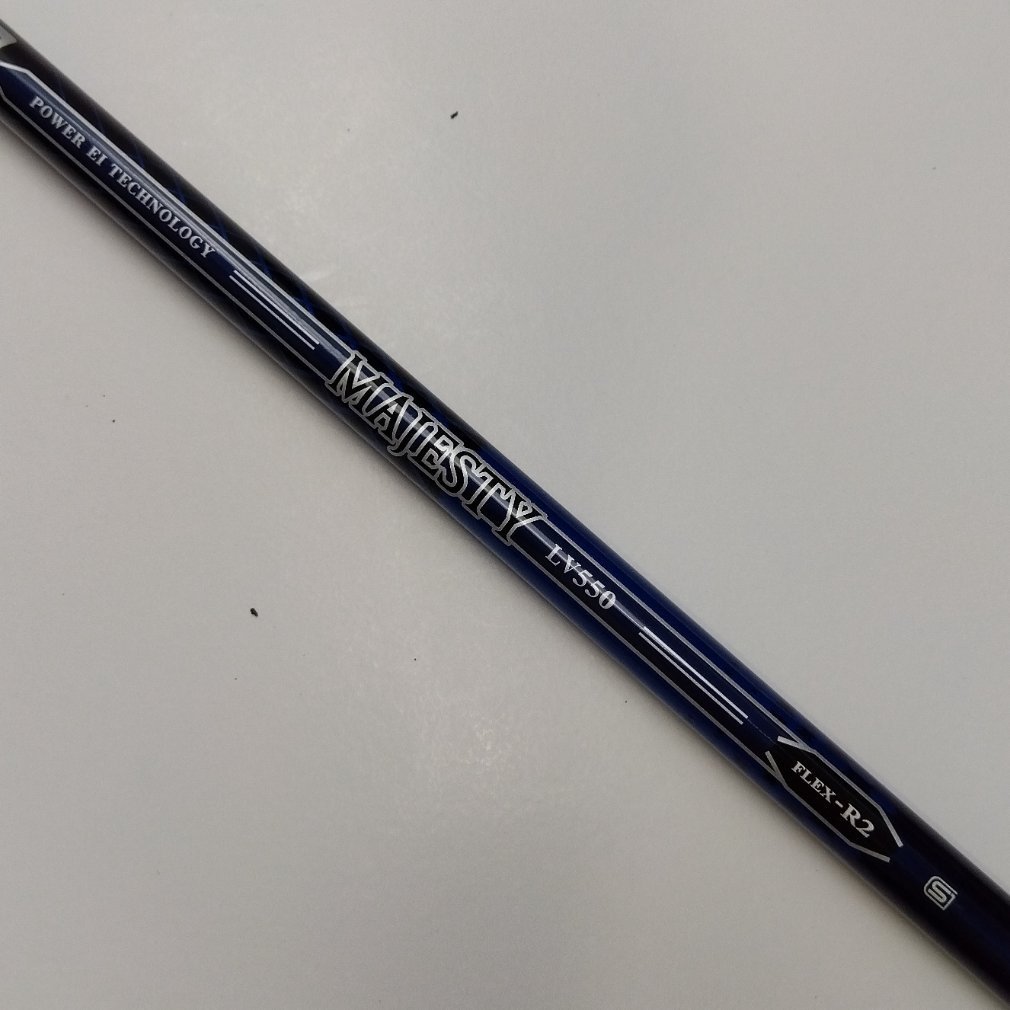 POWER EI TECHNOLOGY
MAJESTY
LV550
FLEX-R2
S